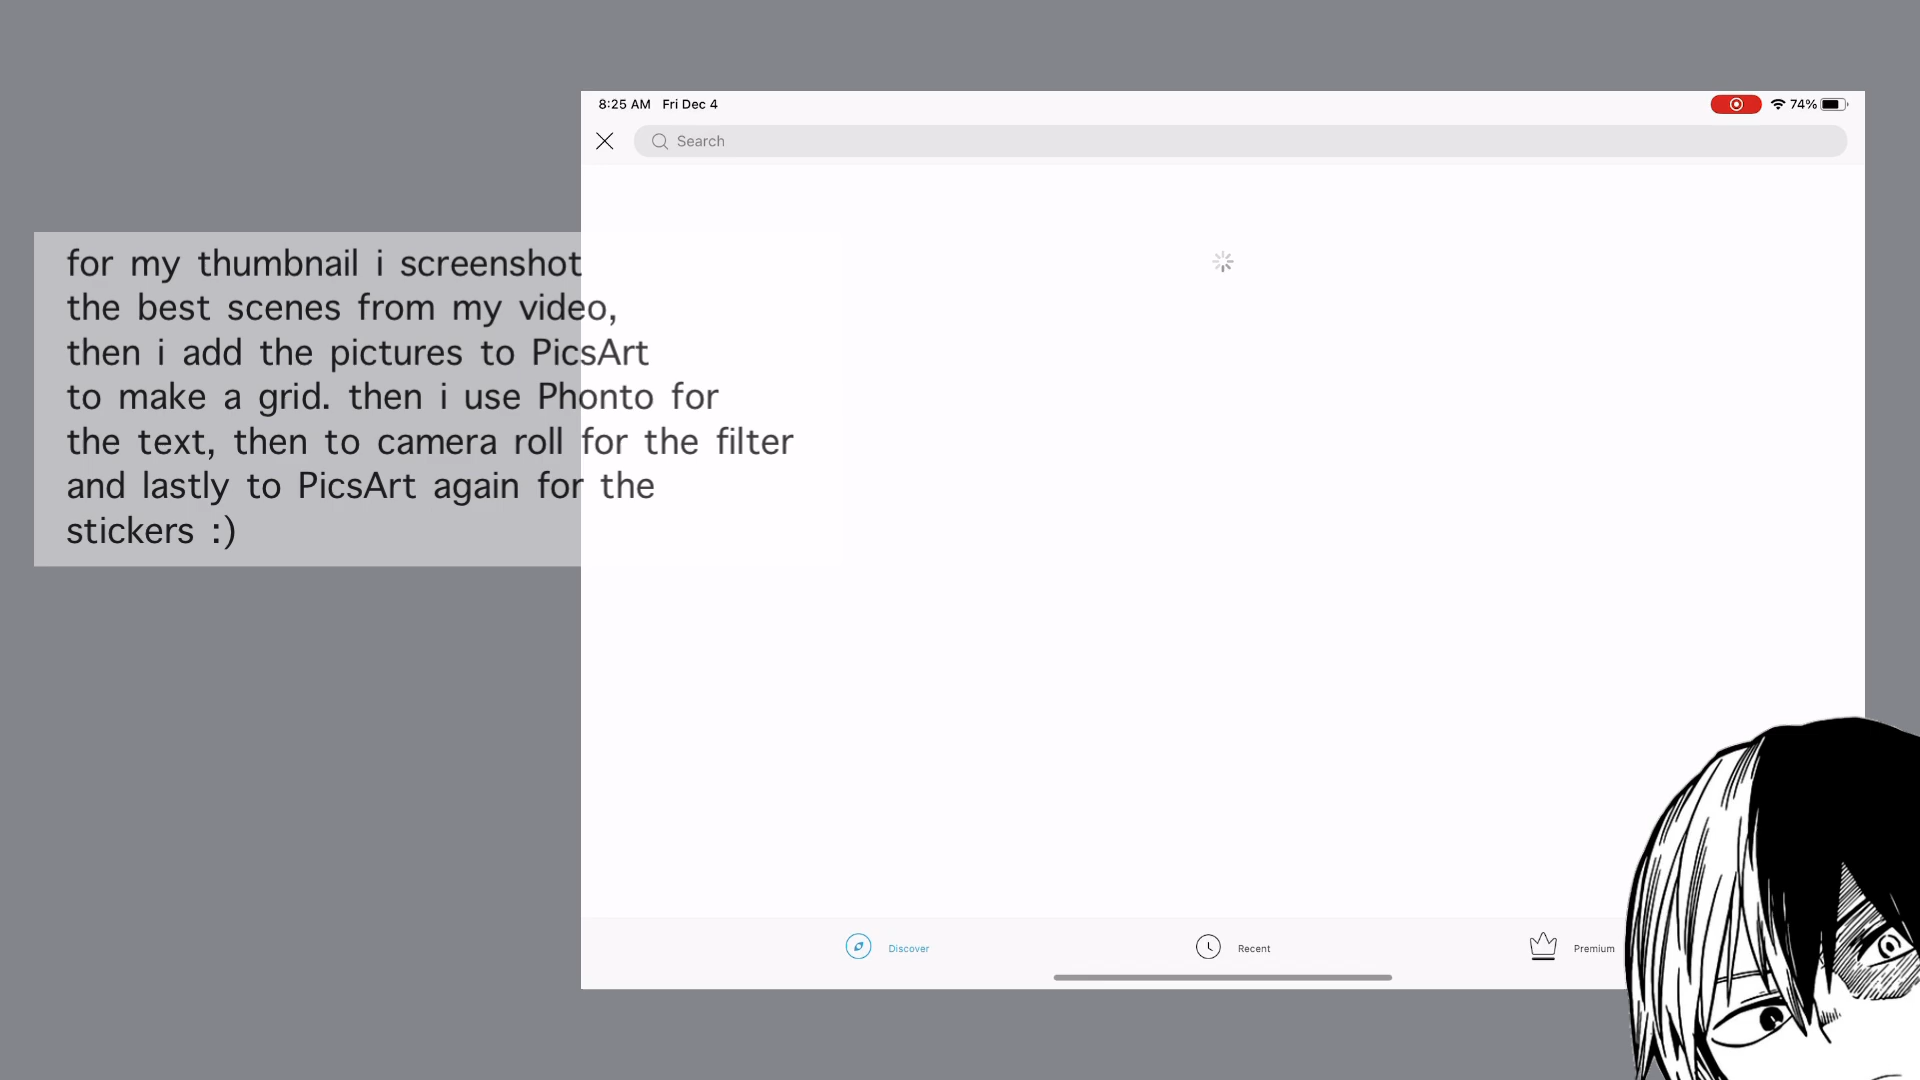 8:25 AM Fri Dec 4
74%
Search
for my thumbnail i screenshot
the best scenes from my video,
then i add the pictures to PicsArt
to make a grid. then i use Phonto for
the text, then to camera roll for the filter
and lastly to PicsArt again for the
stickers :)
Discover
Recent
Premium